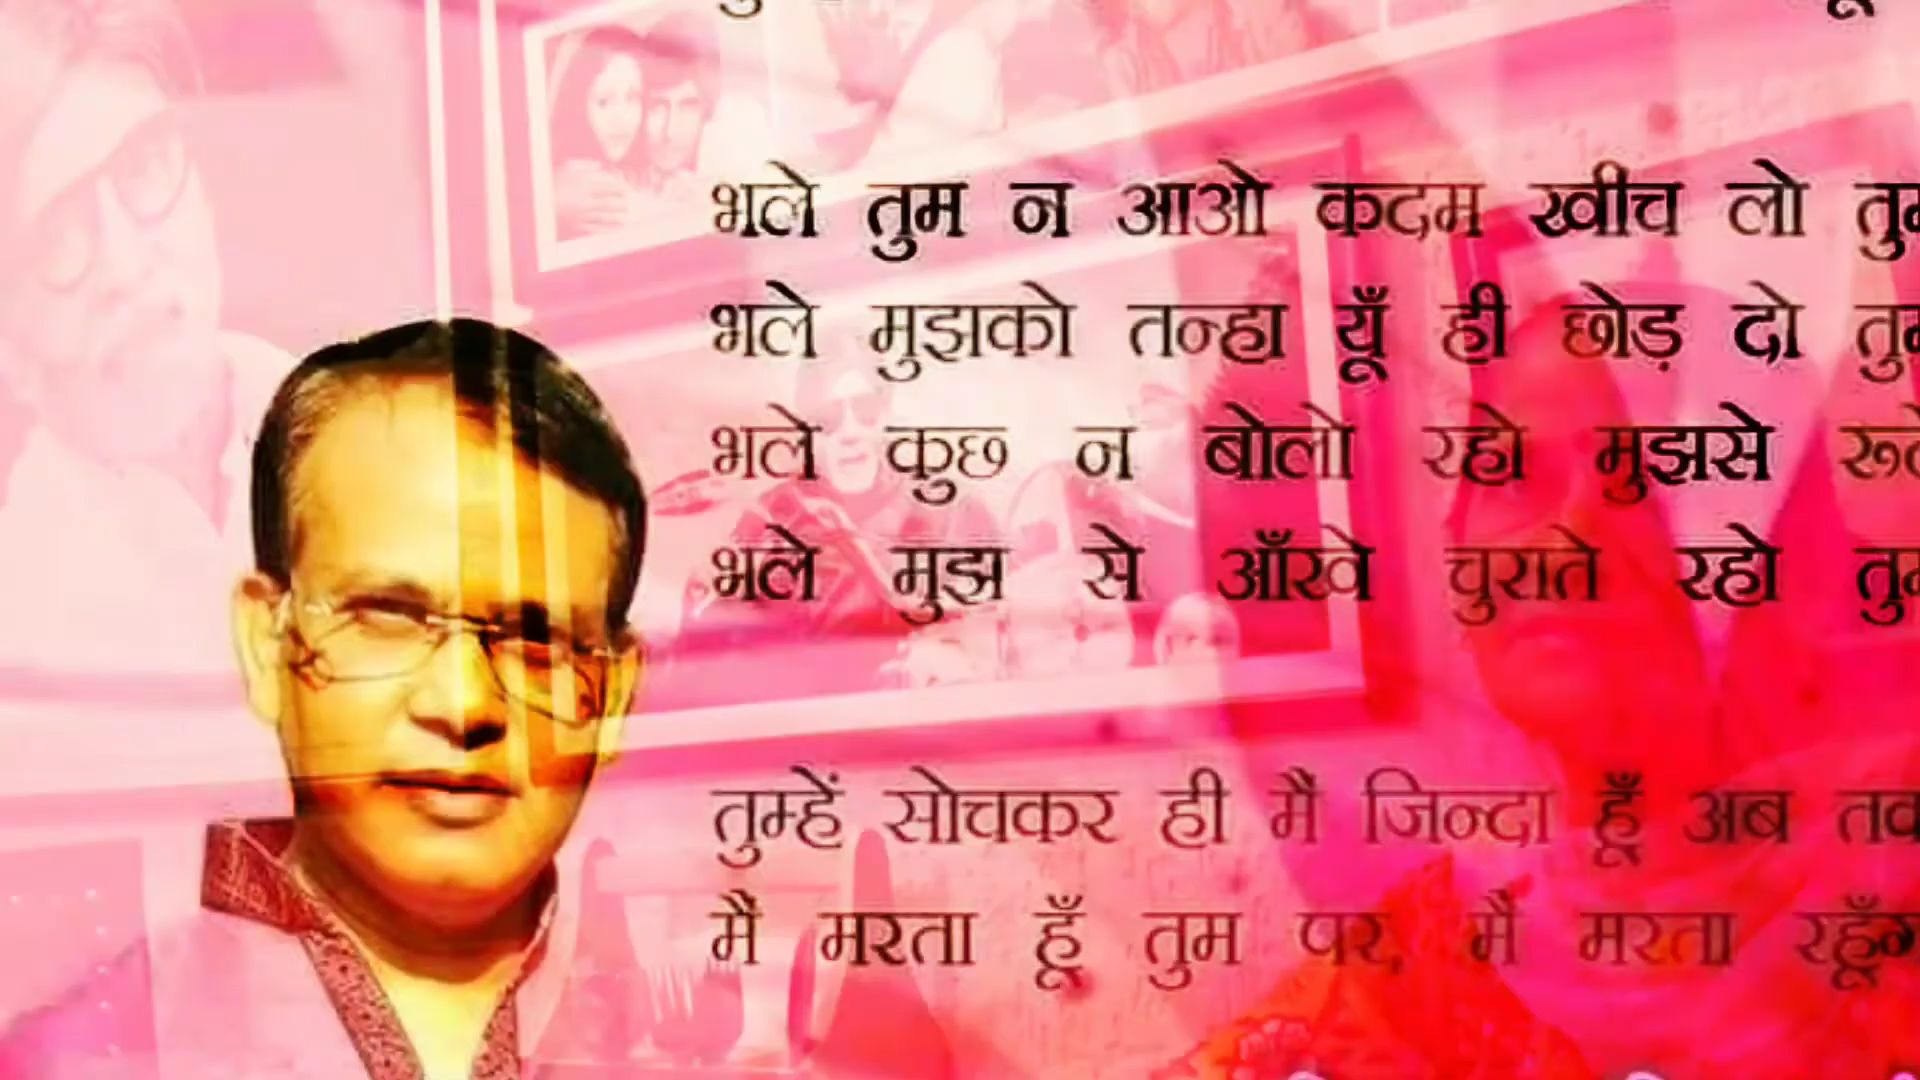 भले तुम न आओ कदम खींच लो
भले मुझको तन्हा यूँ ही छोड़ दो
भले कुछ न बोलो रहो मुझसे
भले मुझ से आँखे चुराते रहो
तुम्हें सोचकर ही मै जिन्दा हूँ अब
मैं मरता हूँ तुम पर, मैं मरता